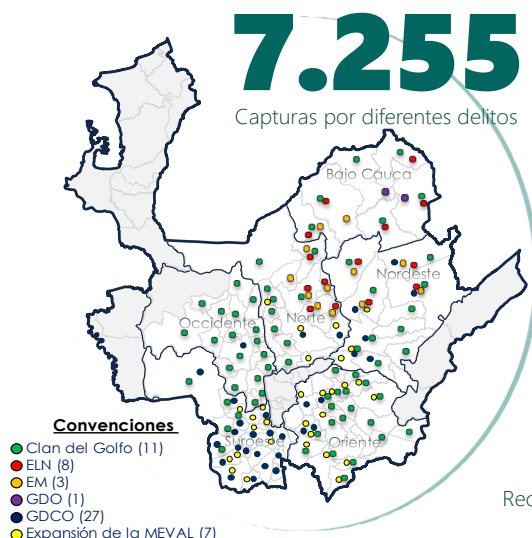 7.255
Capturas por diferentes delitos
Bajo Cauca
Nordeste
Occidente
Norte
Suroeste
Oriente
Convenciones
Clan del Golfo (11)
ELN (8)
EM (3)
GDO (1)
GDCO (27)
Expansión de la MEVAL (7)
Rec